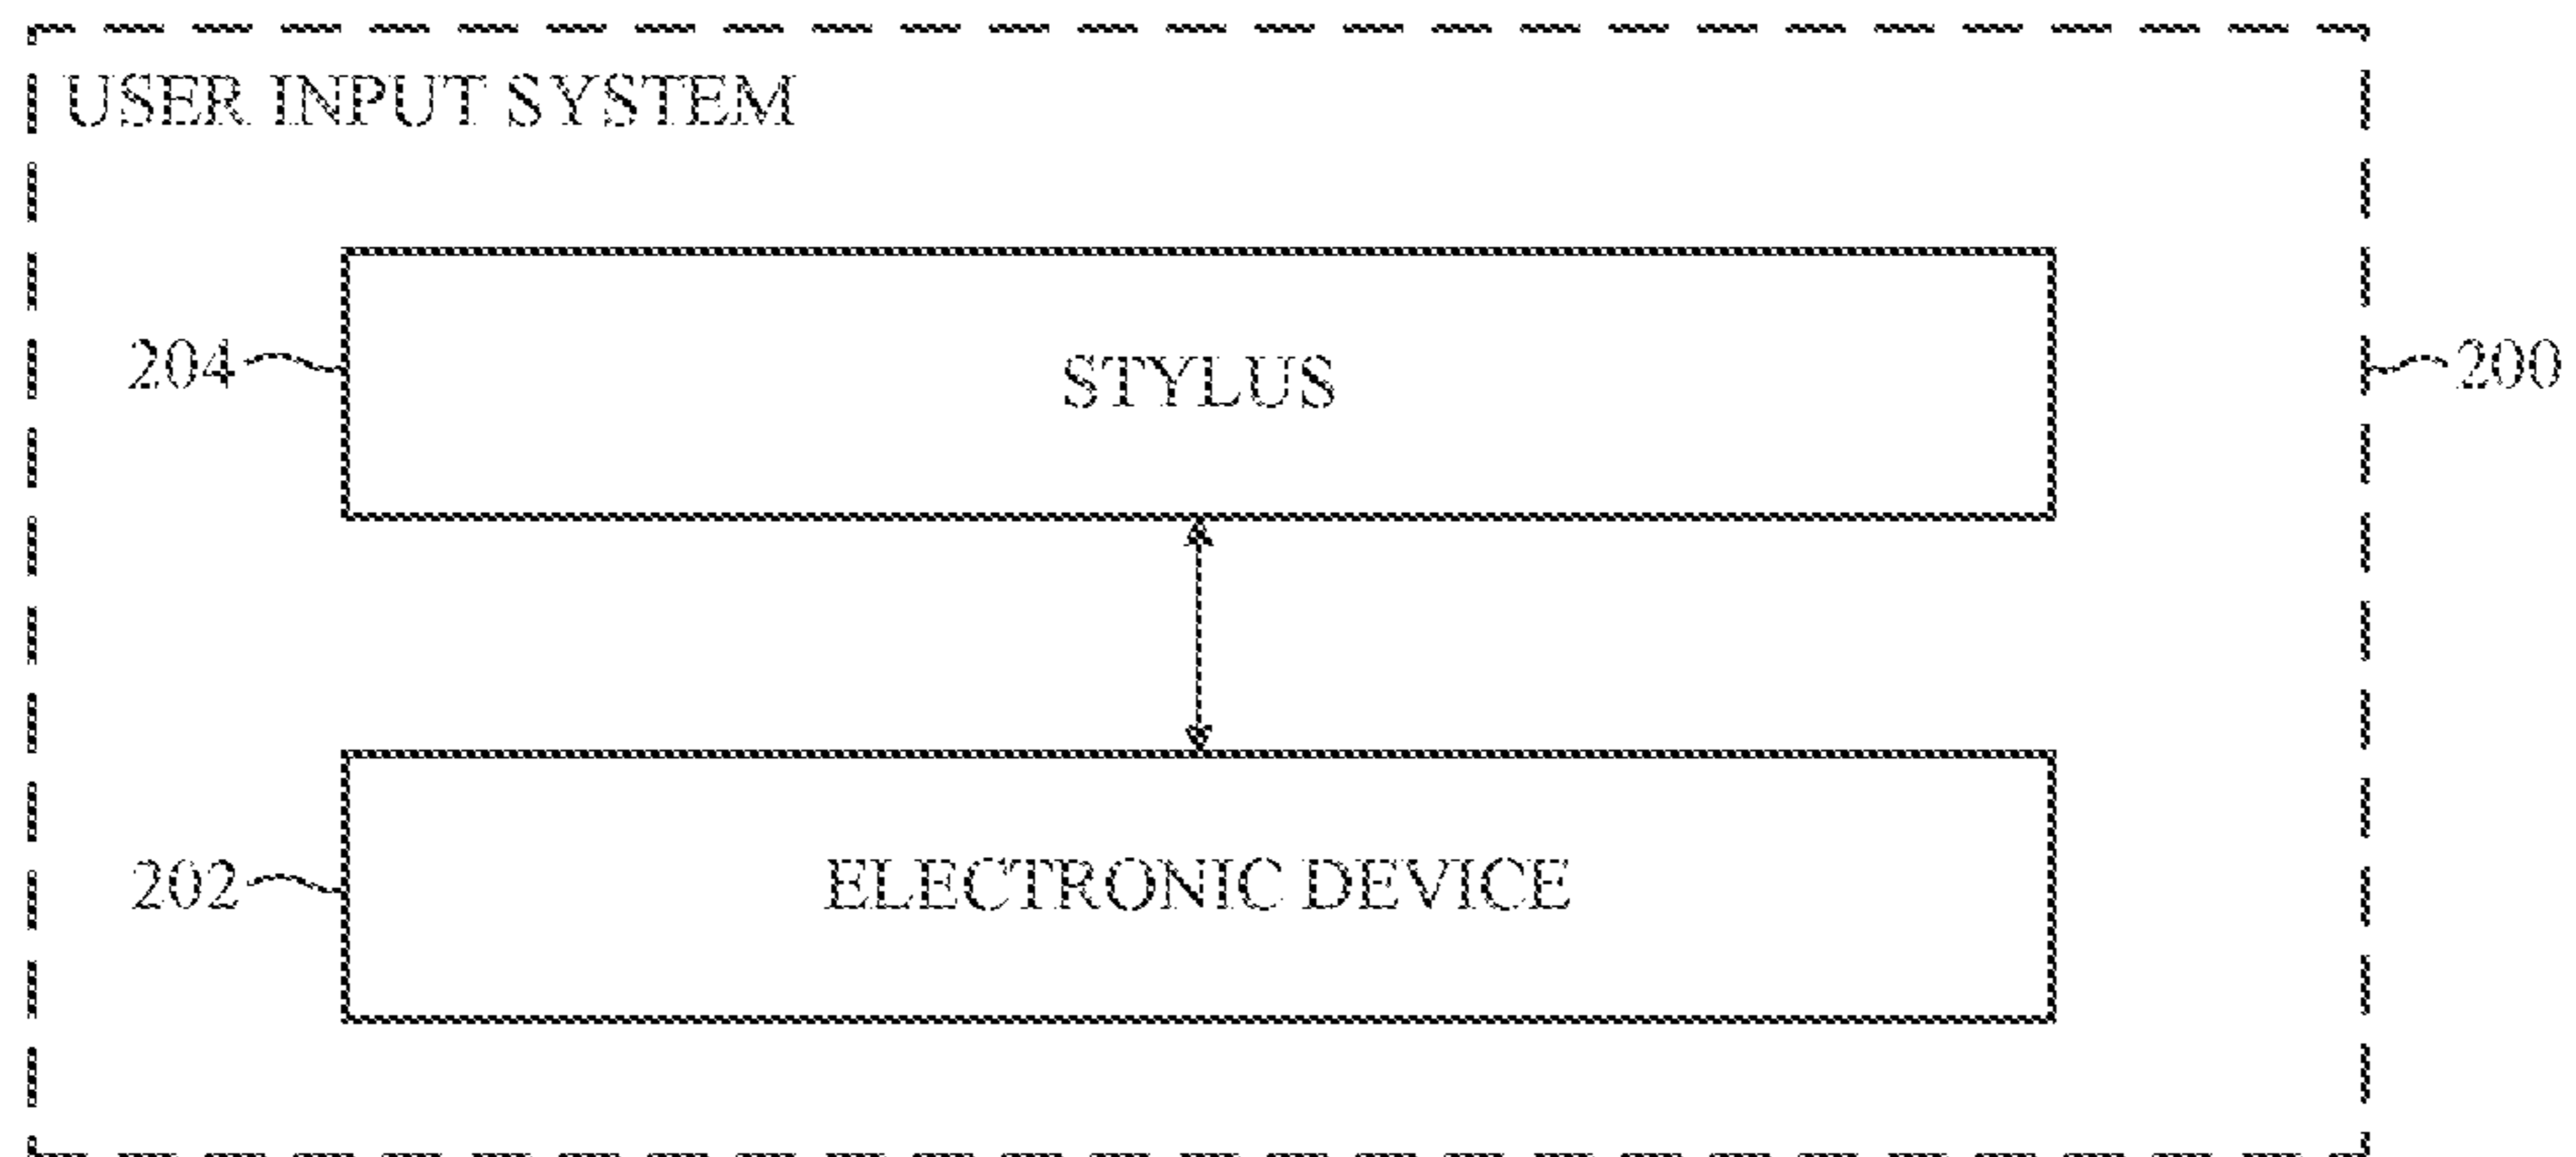 USER INPUT SYSTEM
204
STYLUS
200
202
ELECTRONIC DEVICE